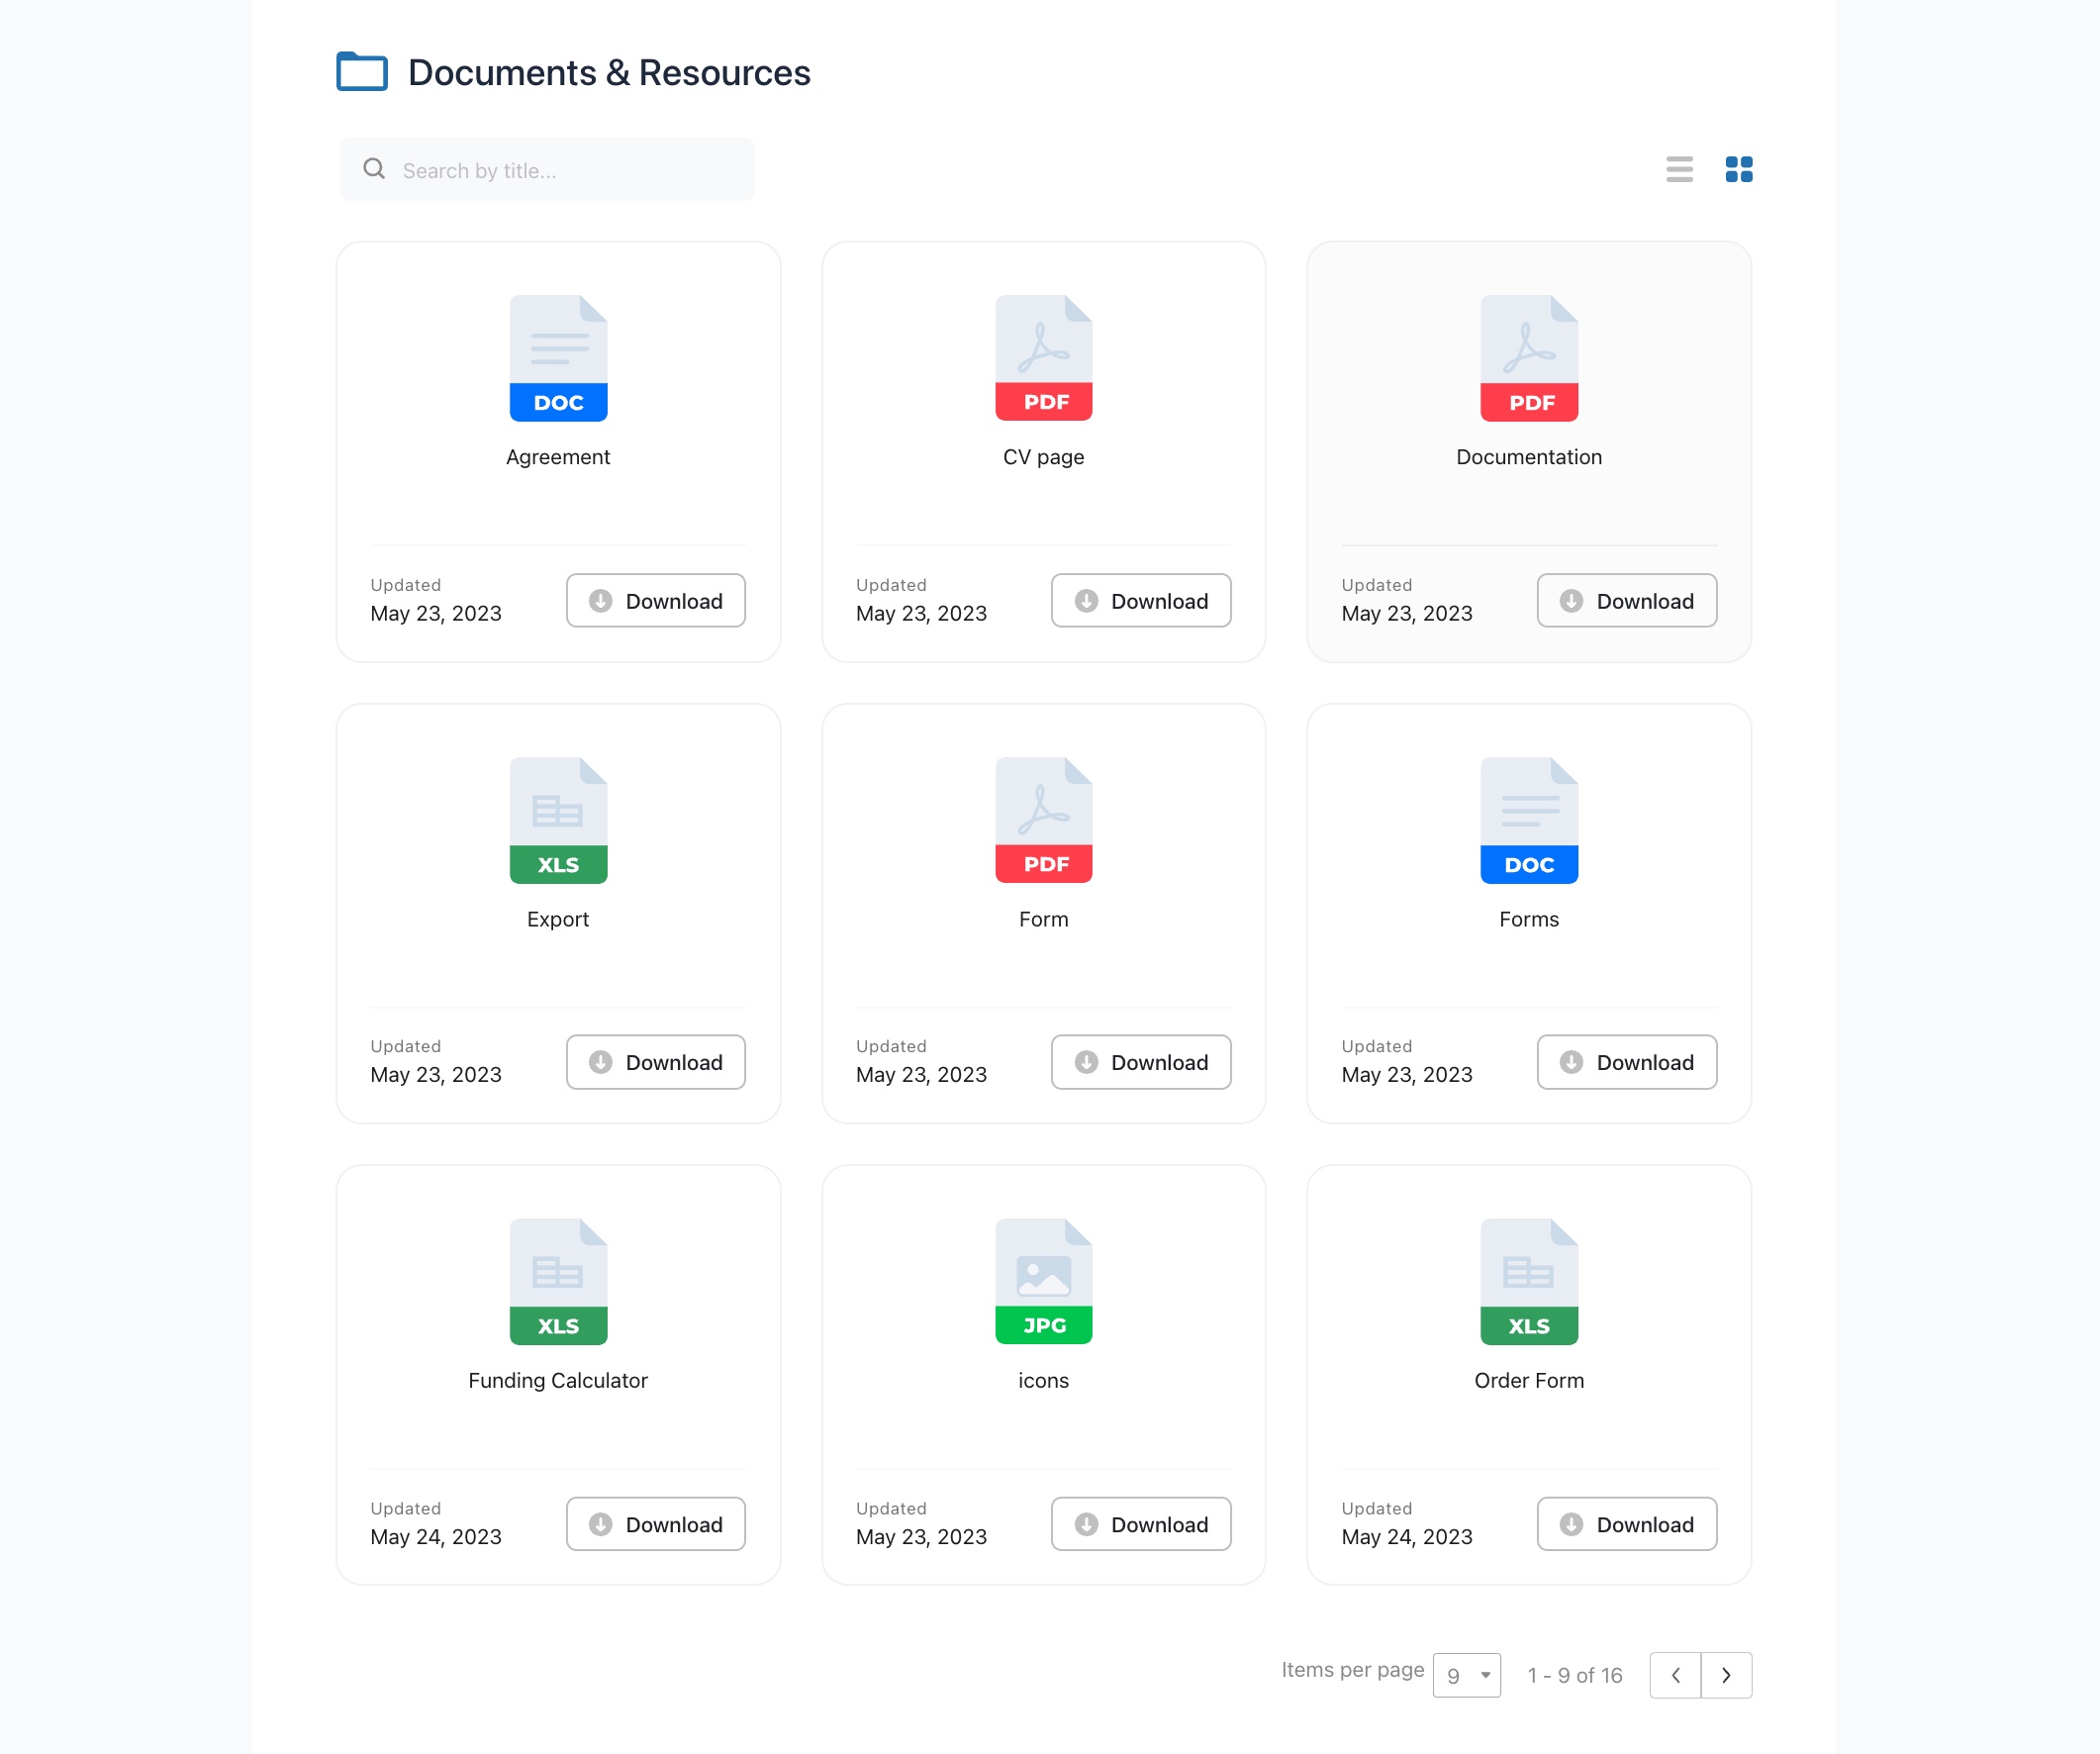 Documents & Resources
Search by title...
DOC
Agreement
Updated
May 23, 2023
Download
PDF
CV page
Updated
May 23, 2023
Download
PDF
Documentation
Updated
May 23, 2023
Download
XLS
Export
Updated
May 23, 2023
Download
PDF
Form
Updated
May 23, 2023
Download
DOC
Forms
Updated
May 23, 2023
Download
XLS
Funding Calculator
Updated
May 24, 2023
Download
JPG
icons
Updated
May 23, 2023
Download
XLS
Order Form
Updated
May 24, 2023
Download
Items per page 9 1 - 9 of 16